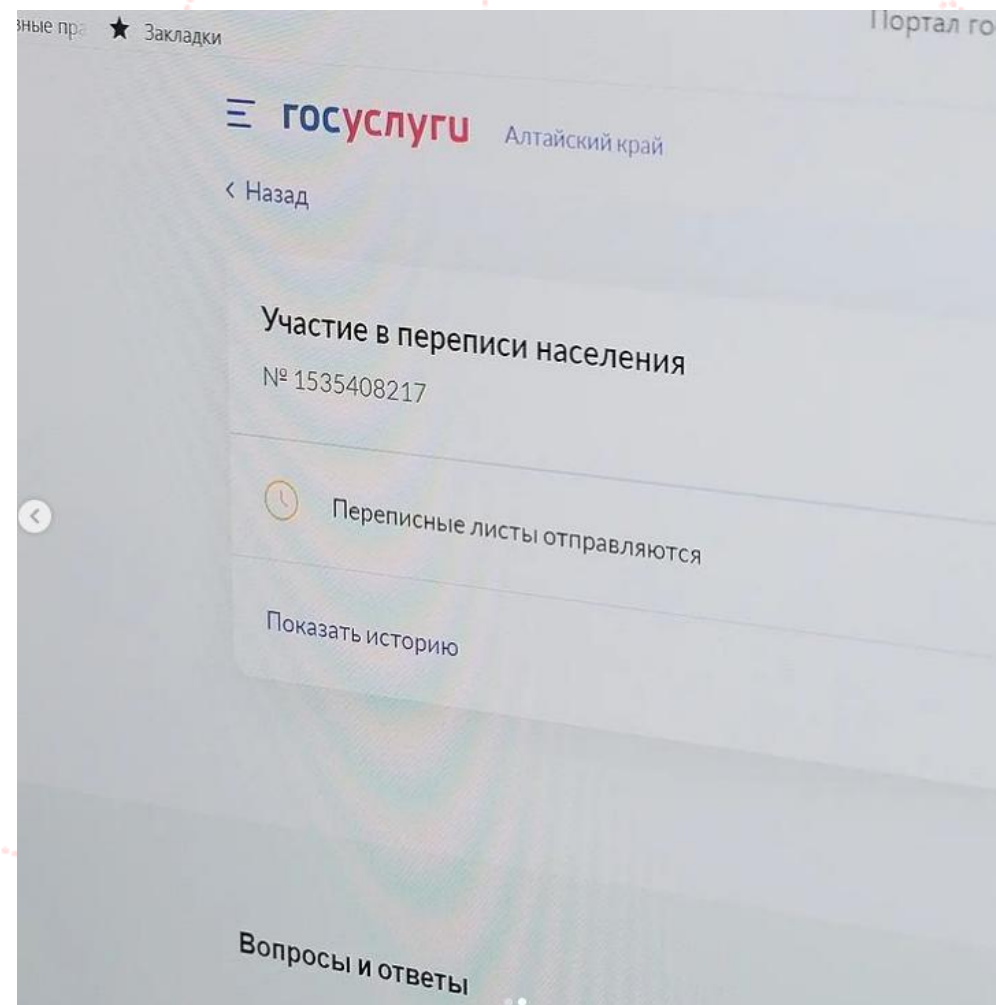 Закладки
Портал го
госуслуги Алтайский край
Назад
Участие в переписи населения
№ 1535408217
Переписные листы отправляются
Показать историю
Вопросы и ответы